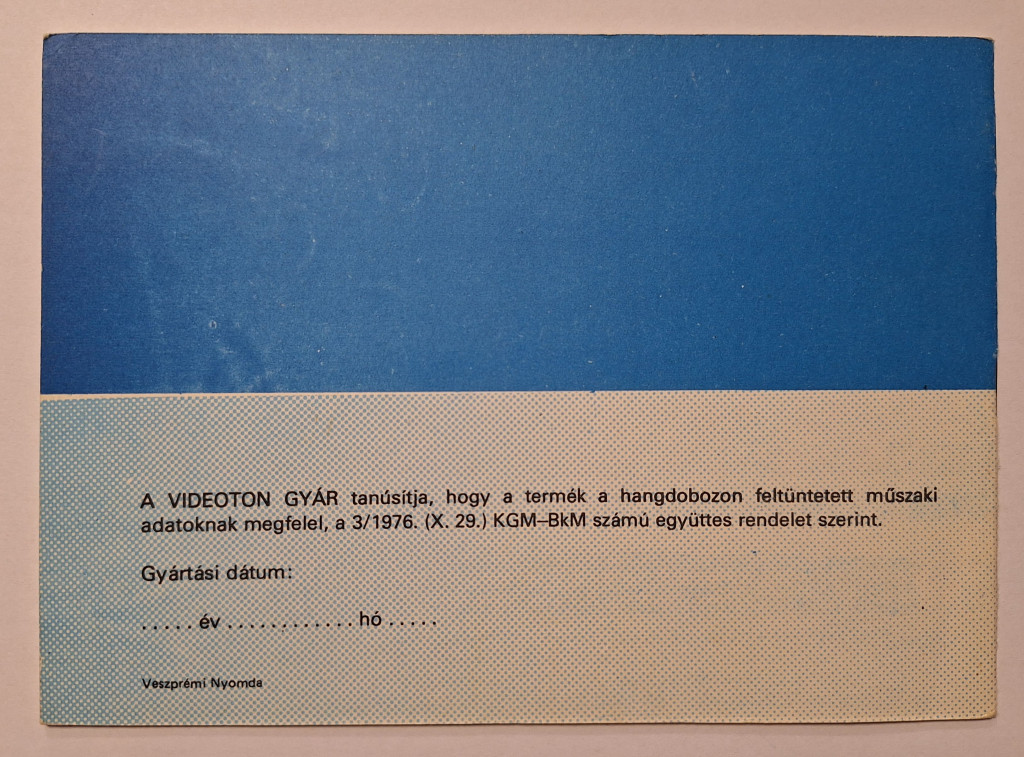 A VIDEOTON GYÁR tanúsítja, hogy a termék a hangdobozon feltüntetett műszaki
adatoknak megfelel, a 3/1976. (X. 29.) KGM–BkM számú együttes rendelet szerint.
Gyártási dátum:
. . . . . év . . . . . . . . . . . . hó . . . . .
Veszprémi Nyomda